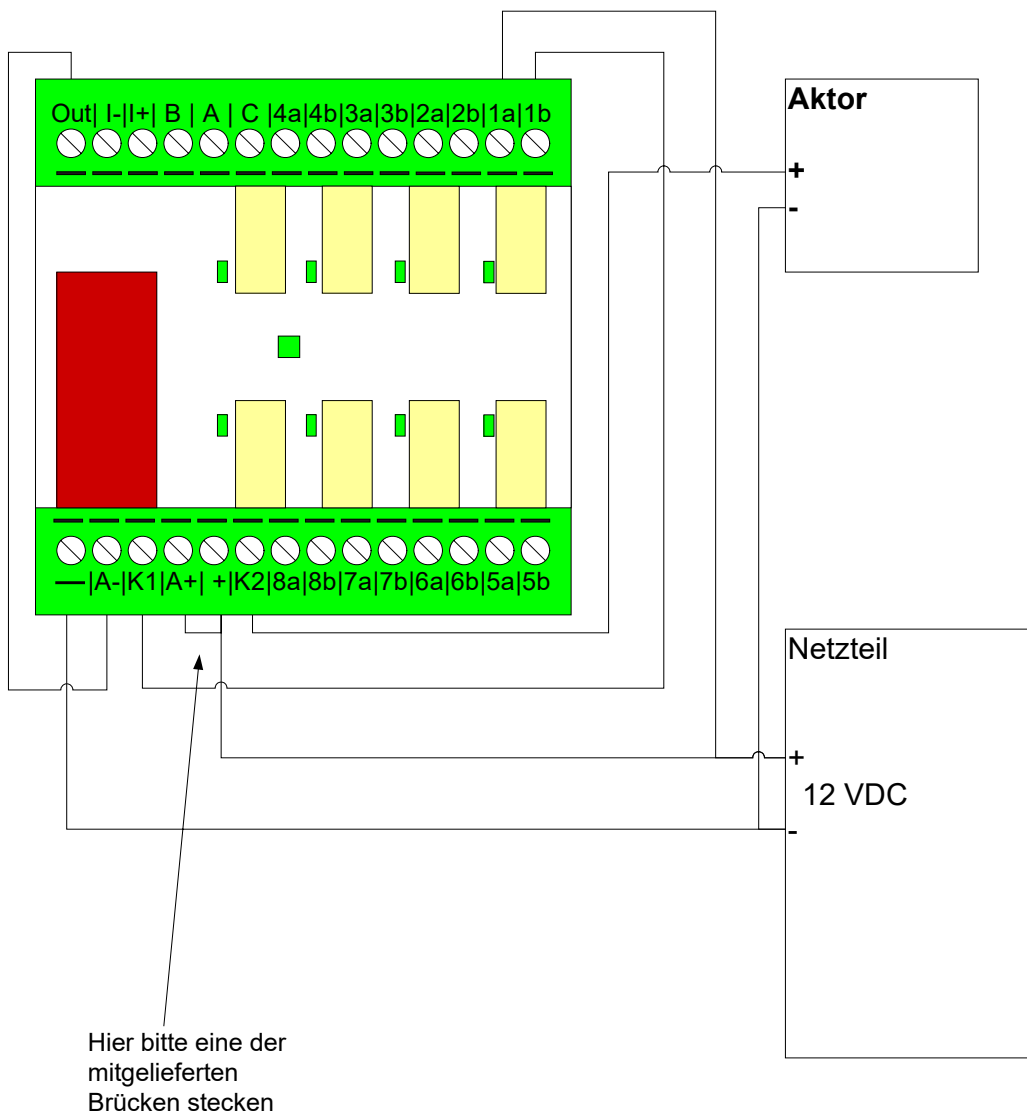 Out| I-|I+| B | A | C |4a|4b|3a|3b|2a|2b|1a|1b
Aktor
+
-
—|A-|K1|A+| +|K2|8a|8b|7a|7b|6a|6b|5a|5b
Netzteil
+
12 VDC
-
Hier bitte eine der
mitgelieferten
Brücken stecken